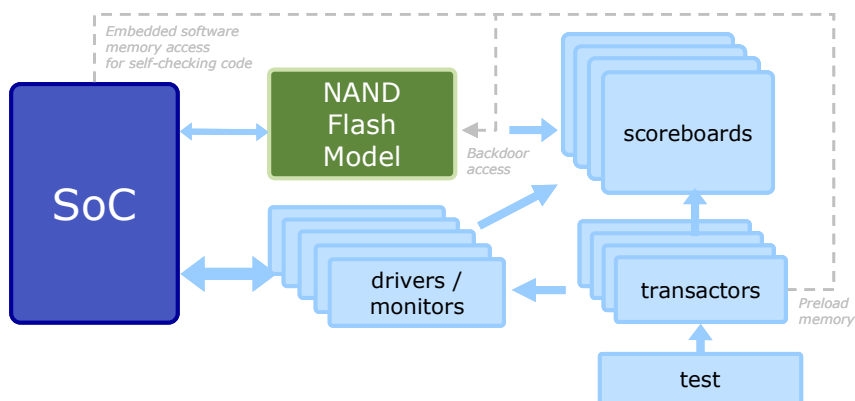 Embedded software
memory access
for self-checking code
NAND
Flash
Model
scoreboards
Backdoor
access
SoC
drivers /
monitors
transactors
Preload
memory
test